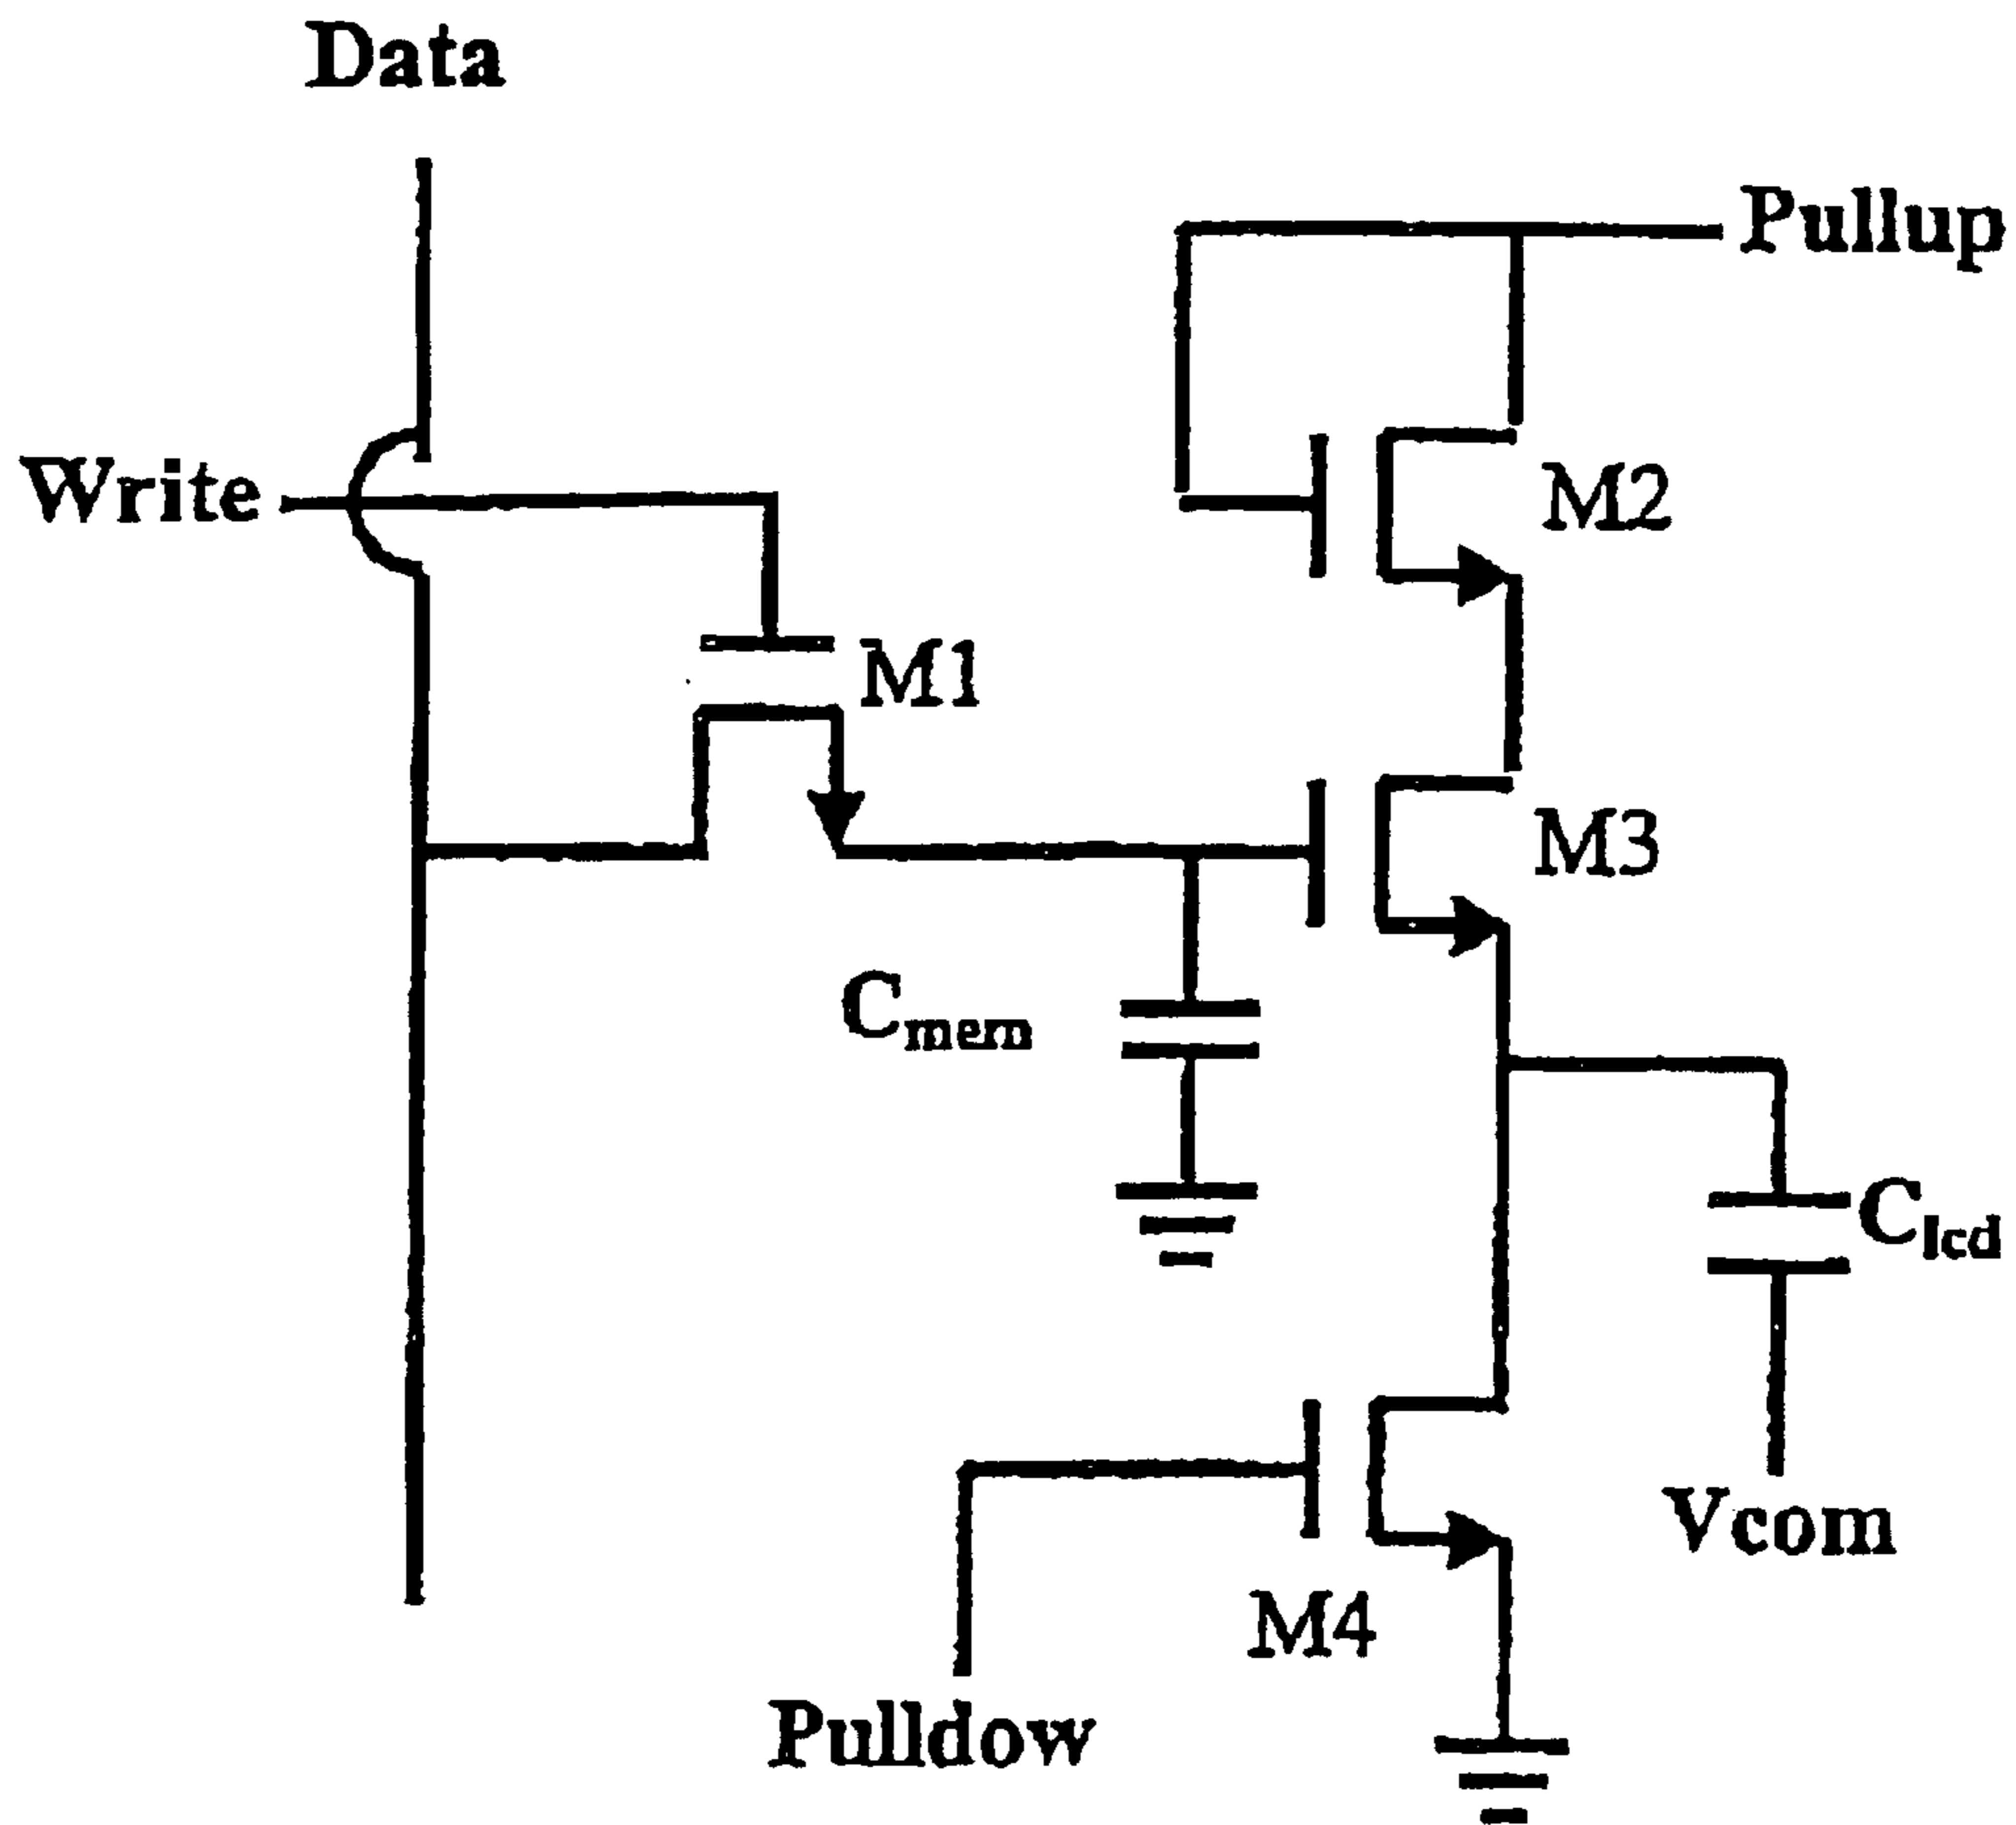 Data
Pullup
Write
M2
M1
M3
Cmem
Clcd
Vcom
M4
Pulldow